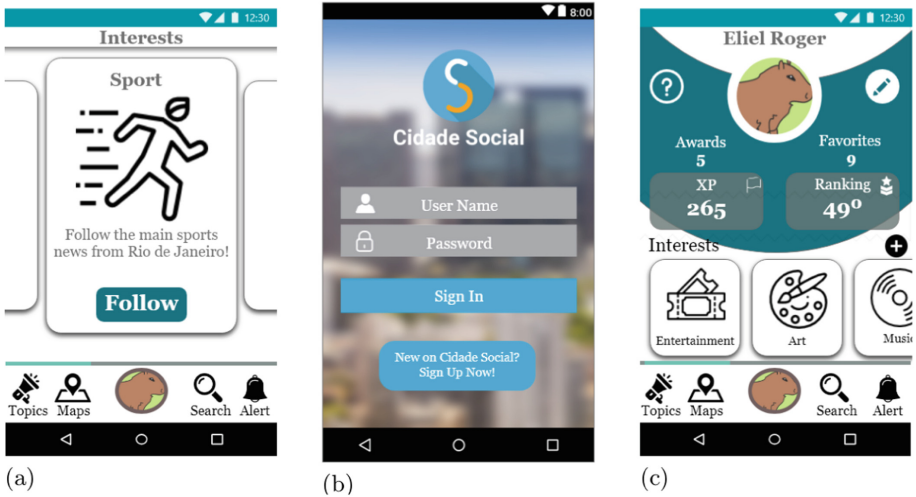 12:30
Interests
Sport
Follow the main sports
news from Rio de Janeiro!
Follow
Topics Maps Search Alert
(a)
8:00
Cidade Social
User Name
Password
Sign In
New on Cidade Social?
Sign Up Now!
(b)
12:30
Eliel Roger
?
Awards
5
Favorites
9
XP
265
Ranking
49º
Interests
Entertainment Art Music
Topics Maps Search Alert
(c)